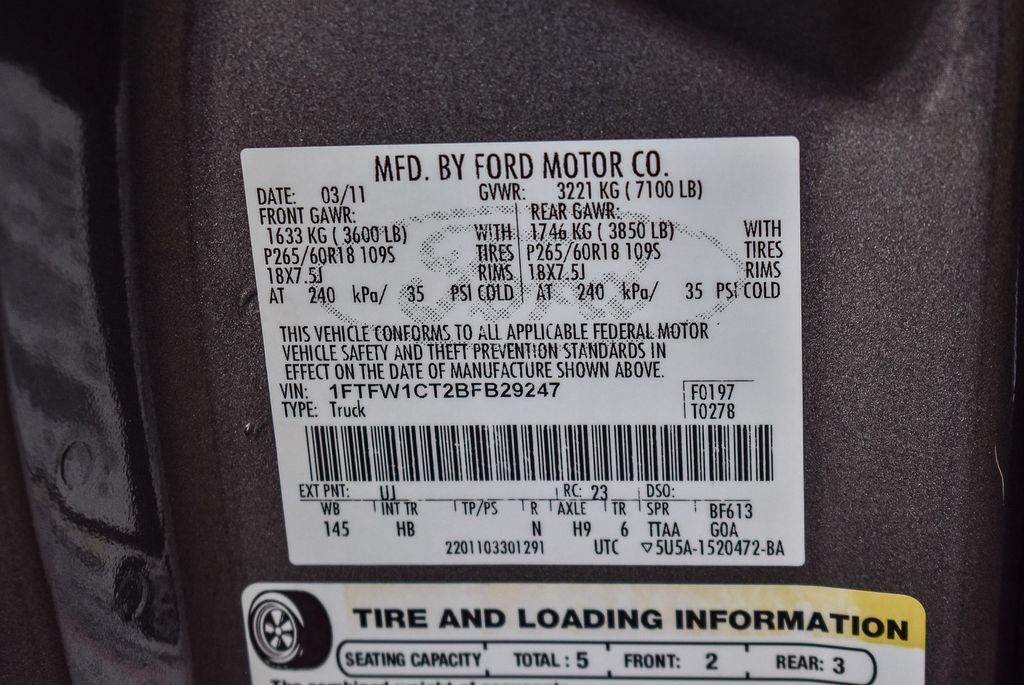 MFD. BY FORD MOTOR CO.
DATE: 03/11 GVWR: 3221 KG ( 7100 LB)
FRONT GAWR: REAR GAWR:
1633 KG ( 3600 LB) WITH 1746 KG ( 3850 LB) WITH
P265/60R18 109S TIRES P265/60R18 109S TIRES
18X7.5J RIMS 18X7.5J RIMS
AT 240 kPa/ 35 PSI COLD AT 240 kPa/ 35 PSI COLD
THIS VEHICLE CONFORMS TO ALL APPLICABLE FEDERAL MOTOR
VEHICLE SAFETY AND THEFT PREVENTION STANDARDS IN
EFFECT ON THE DATE OF MANUFACTURE SHOWN ABOVE.
VIN: 1FTFW1CT2BFB29247 F0197
TYPE: Truck T0278
EXT PNT: UJ RC: 23 DSO:
WB INT TR TP/PS R AXLE TR SPR BF613
145 HB N H9 6 TTAA GOA
2201103301291 UTC ▽5U5A-1520472-BA
TIRE AND LOADING INFORMATION
SEATING CAPACITY TOTAL : 5 FRONT: 2 REAR: 3